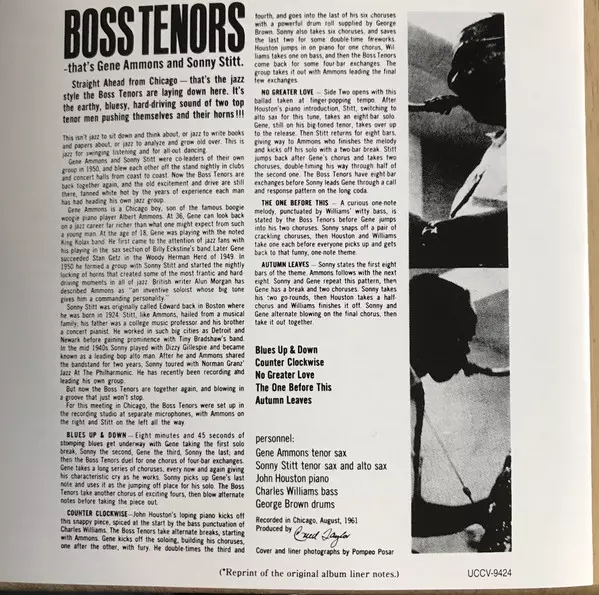 BOSS TENORS
-that's Gene Ammons and Sonny Stitt.
Straight Ahead from Chicago — that's the jazz
style the Boss Tenors are laying down here. It's
the earthy, bluesy, hard-driving sound of two top
tenor men pushing themselves and their horns!!!
This isn't jazz to sit down and think about, or to write books
and papers about, or jazz to analyze and grow old over. This is
jazz for swinging listening and for all-out dancing.
Gene Ammons and Sonny Stitt were co-leaders of their own
group in 1950, and blew each other off the stand nightly in clubs
and concert halls from coast to coast. Now the Boss Tenors are
back together again, and the old excitement and drive are still
there, fanned white hot by the years of experience each man
has had heading his own jazz group.
Gene Ammons is a Chicago boy, son of the famous boogie
woogie piano player Albert Ammons. At 36, Gene can look back
on a jazz career far richer than what one might expect from such
a young man. At the age of 18, Gene was playing with the noted
King Kolax band. He first came to the attention of jazz fans with
his playing in the sax section of Billy Eckstine's band. Later Gene
succeeded Stan Getz in the Woody Herman Herd of 1949. In
1950 he formed a group with Sonny Stitt and started the nightly
locking of horns that created some of the most frantic and hard-
driving moments in all of jazz. British writer Alun Morgan has
described Ammons as "an inventive soloist whose big sone
gives him a commanding personality."
Sonny Stitt was originally called Edward back in Boston where
he was born in 1924. Stitt, like Ammons, hailed from a musical
family; his father was a college music professor and his brother
a concert pianist. He worked in such big cities as Detroit and
Newark before gaining prominence with Tiny Bradshaw's band.
In the mid 1940s Sonny played with Dizzy Gillespie and became
known as a leading bop alto man. After he and Ammons shared
the bandstand for two years, Sonny toured with Norman Granz'
Jazz At The Philharmonic. He has recently been recording and
leading his own group.
But now the Boss Tenors are together again, and blowing in
a groove that just won't stop.
For this meeting in Chicago, the Boss Tenors were set up in
the recording studio at separate microphones, with Ammons on
the right and Stitt on the left all the way.
BLUES UP & DOWN — Eight minutes and 45 seconds of
stomping blues get underway with Gene taking the first solo
break, Sonny the second, Gene the third, Sonny the last; and
then the Boss Tenors duel for one chorus of four-bar exchanges.
Gene takes a long series of choruses, every now and again giving
his characteristic cry as he works. Sonny picks up Gene's last
note and uses it as the jumping off place for his solo. The Boss
Tenors take another chorus of exciting fours, then blow alternate
notes before taking the piece out.
COUNTER CLOCKWISE—John Houston's loping piano kicks off
this snappy piece, spiced at the start by the bass punctuation of
Charles Williams. The Boss Tenors take alternate breaks, starting
with Ammons. Gene kicks off the soloing, building his choruses,
one after the other, with fury. He double-times the third and
fourth, and goes into the last of his six choruses
with a powerful drum roll supplied by George
Brown. Sonny also takes six choruses, and saves
the last two for some double-time fireworks.
Houston jumps in on piano for one chorus, Wil-
liams takes one on bass, and then the Boss Tenors
come back for some four-bar exchanges. The
group takes it out with Ammons leading the final
few exchanges.
NO GREATER LOVE — Side Two opens with this
ballad taken at finger-popping tempo. After
Houston's piano introduction, Stitt, switching to
alto sax for this tune, takes an eight-bar solo.
Gene, still on his big-toned tenor, takes over up
to the release. Then Stitt returns for eight bars,
giving way to Ammons who finishes the melody
and kicks off his solo with a two-bar break. Stitt
jumps back after Gene's chorus and takes two
choruses, double-timing his way through half of
the second one. The Boss Tenors have eight-bar
exchanges before Sonny leads Gene through a call
and response pattern on the long coda.
THE ONE BEFORE THIS — A curious one-note
melody, punctuated by Williams' witty bass, is
stated by the Boss Tenors before Gene jumps
into his two choruses. Sonny snaps off a pair of
crackling choruses, then Houston and Williams
take one each before everyone picks up and gets
back to that funny, one-note theme.
AUTUMN LEAVES — Sonny states the first eight
bars of the theme. Ammons follows with the next
eight. Sonny and Gene repeat this pattern, then
Gene has a break and two choruses. Sonny takes
his two go-rounds, then Houston takes a half-
chorus and Williams finishes it off. Sonny and
Gene alternate blowing on the final chorus, then
take it out together.
Blues Up & Down
Counter Clockwise
No Greater Love
The One Before This
Autumn Leaves
personnel:
Gene Ammons tenor sax
Sonny Stitt tenor sax and alto sax
John Houston piano
Charles Williams bass
George Brown drums
Recorded in Chicago, August, 1961
Produced by Creed Taylor
Cover and liner photographs by Pompeo Posar
(*Reprint of the original album liner notes.)
UCCV-9424